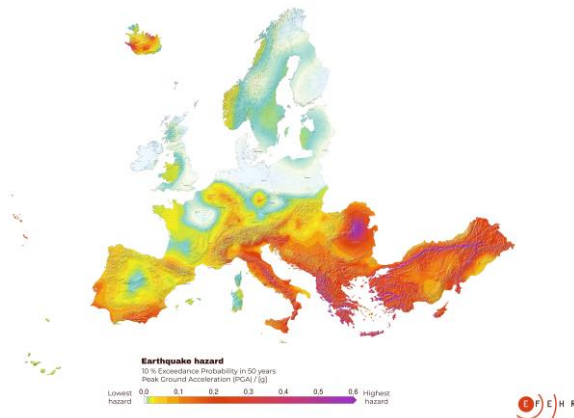 Earthquake hazard
10 % Exceedance Probability in 50 years
Peak Ground Acceleration (PGA) / [g]
Lowest hazard
0.0 0.1 0.2 0.3 0.4 0.5 0.6
Highest hazard
EFEHR